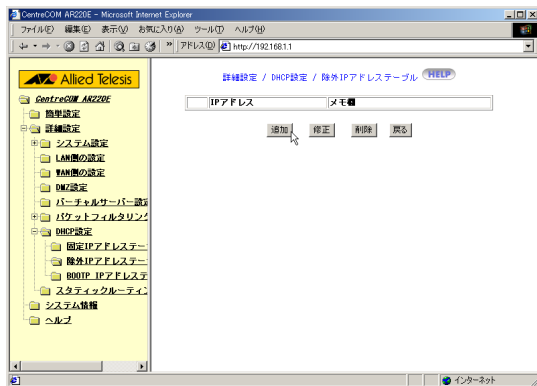 CentreCOM AR220E - Microsoft Internet Explorer
ファイル(F) 編集(E) 表示(V) お気に入り(A) ツール(T) ヘルプ(H)
アドレス(D) http://192.168.1.1
Allied Telesis
CentreCOM AR220E
簡単設定
詳細設定
システム設定
LAN側の設定
WAN側の設定
DMZ設定
バーチャルサーバー設定
パケットフィルタリング
DHCP設定
固定IPアドレステー
除外IPアドレステー
BOOTP IPアドレステ
スタティックルーティン
システム情報
ヘルプ
詳細設定 / DHCP設定 / 除外IPアドレステーブル HELP
IPアドレス メモ欄
追加 修正 削除 戻る
インターネット